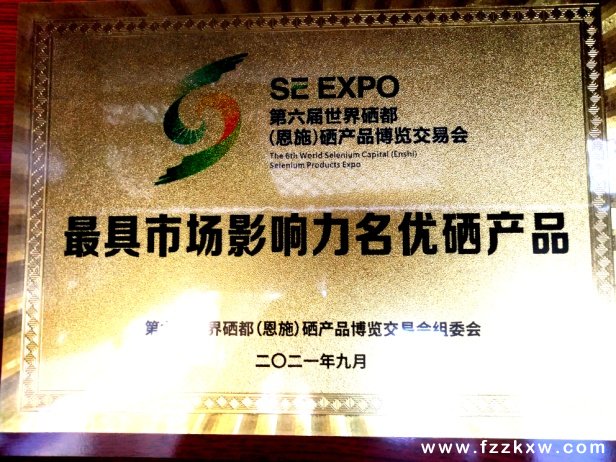 SE EXPO
第六届世界硒都
(恩施)硒产品博览交易会
The 6th World Selenium Capital (Enshi)
Selenium Products Expo
最具市场影响力名优硒产品
第 界硒都(恩施)硒产品博览交易会组委会
二〇二一年九月
www.fzzkxw.com